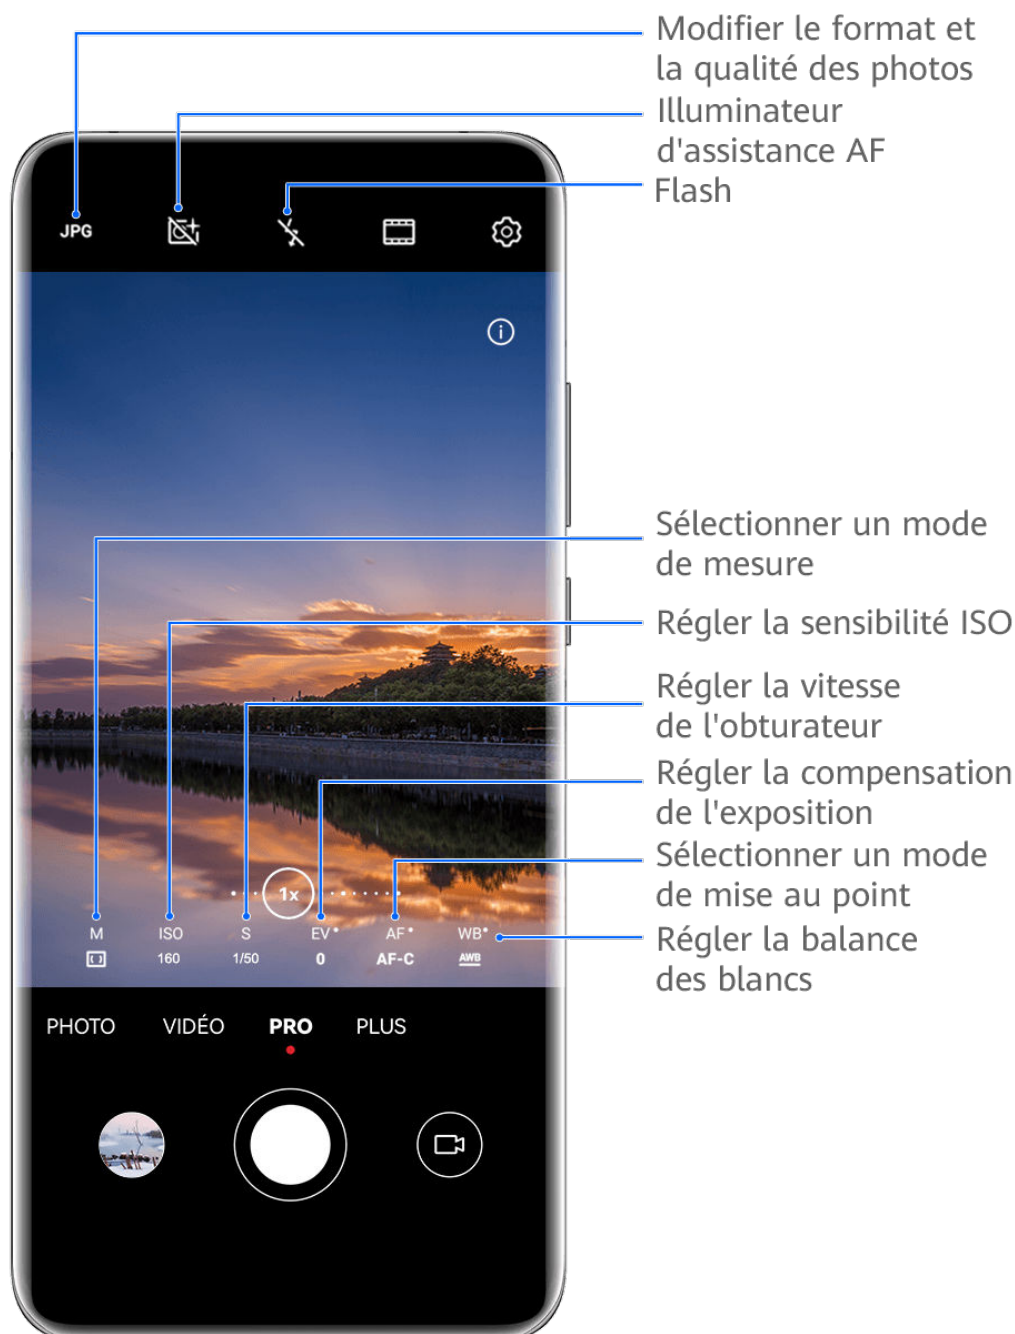 Modifier le format et
la qualité des photos
Illuminateur
d'assistance AF
Flash
JPG
Sélectionner un mode
de mesure
Régler la sensibilité ISO
Régler la vitesse
de l'obturateur
Régler la compensation
de l'exposition
Sélectionner un mode
de mise au point
Régler la balance
des blancs
1x
M ISO S EV AF WB
160 1/50 0 AF-C AWB
PHOTO VIDÉO PRO PLUS